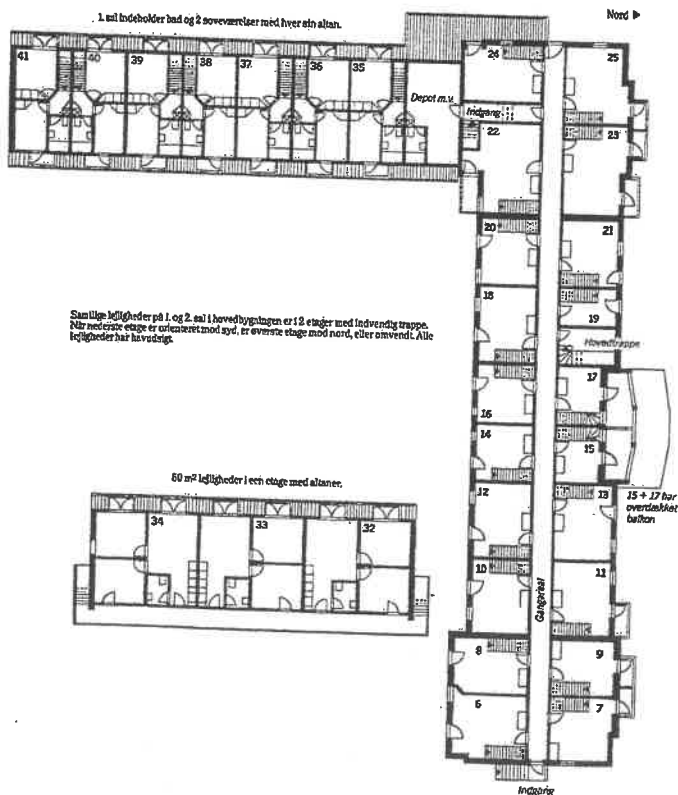 1. sal indeholder bad og 2 soveværelser med hver sin altan.
Nord
41 40 39 38 37 36 35
Depot m.v.
24 25
Indgang
22 23
20 21
18 19
Hovedtrappe
17
16
14 15
12 13
15 + 17 har
overdækket
balkon
10 11
Gangareal
8 9
6 7
Indgang
Samtlige lejligheder på 1. og 2. sal i hovedbygningen er i 2 etager med indvendig trappe.
Når nederste etage er orienteret mod syd, er øverste etage mod nord, eller omvendt. Alle
lejligheder har havudsigt.
60 m² lejligheder i een etage med altaner.
34 33 32